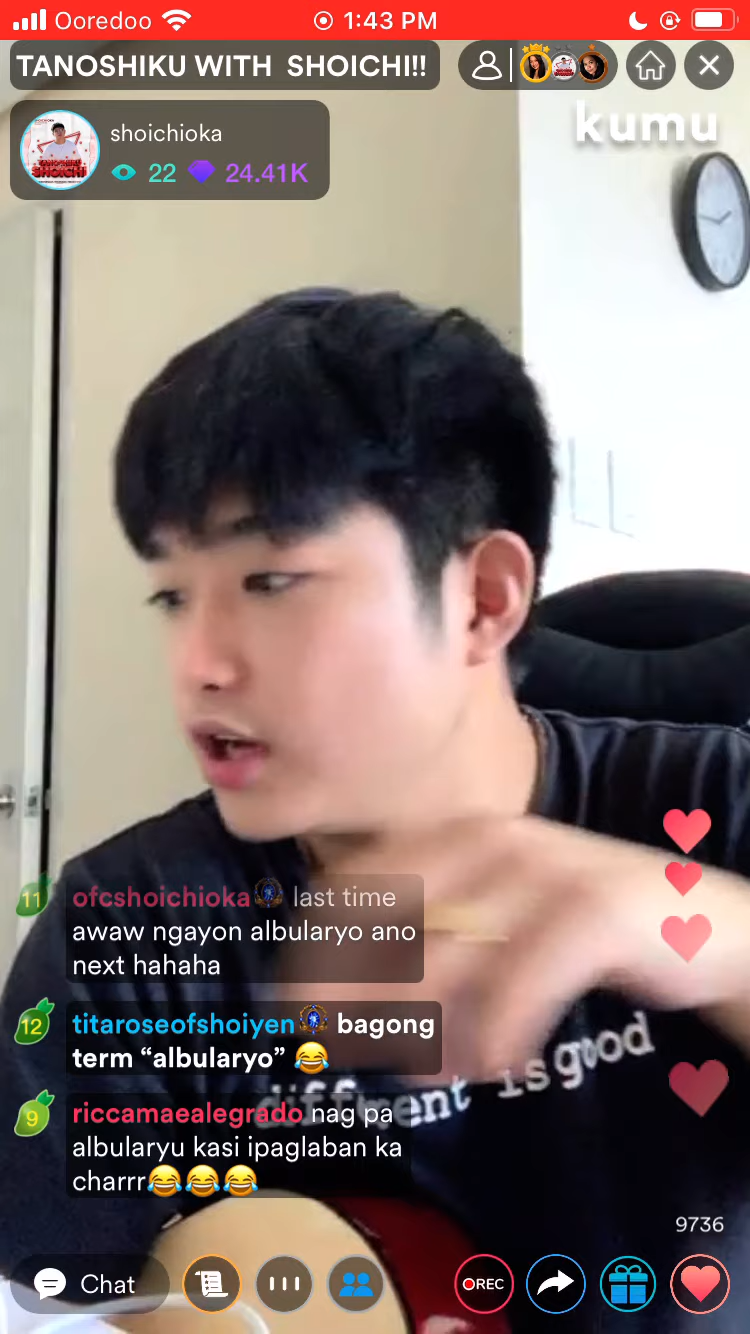 Ooredoo
1:43 PM
TANOSHIKU WITH SHOICHI!!
kumu
shoichioka
22 24.41K
SHOICHI
11 ofcshoichioka last time
awaw ngayon albularyo ano
next hahaha
12 titaroseofshoiyen bagong
term “albularyo” 😂
different is good
9 riccamaealegrado nag pa
albularyu kasi ipaglaban ka
charrr😂😂😂
9736
Chat
REC